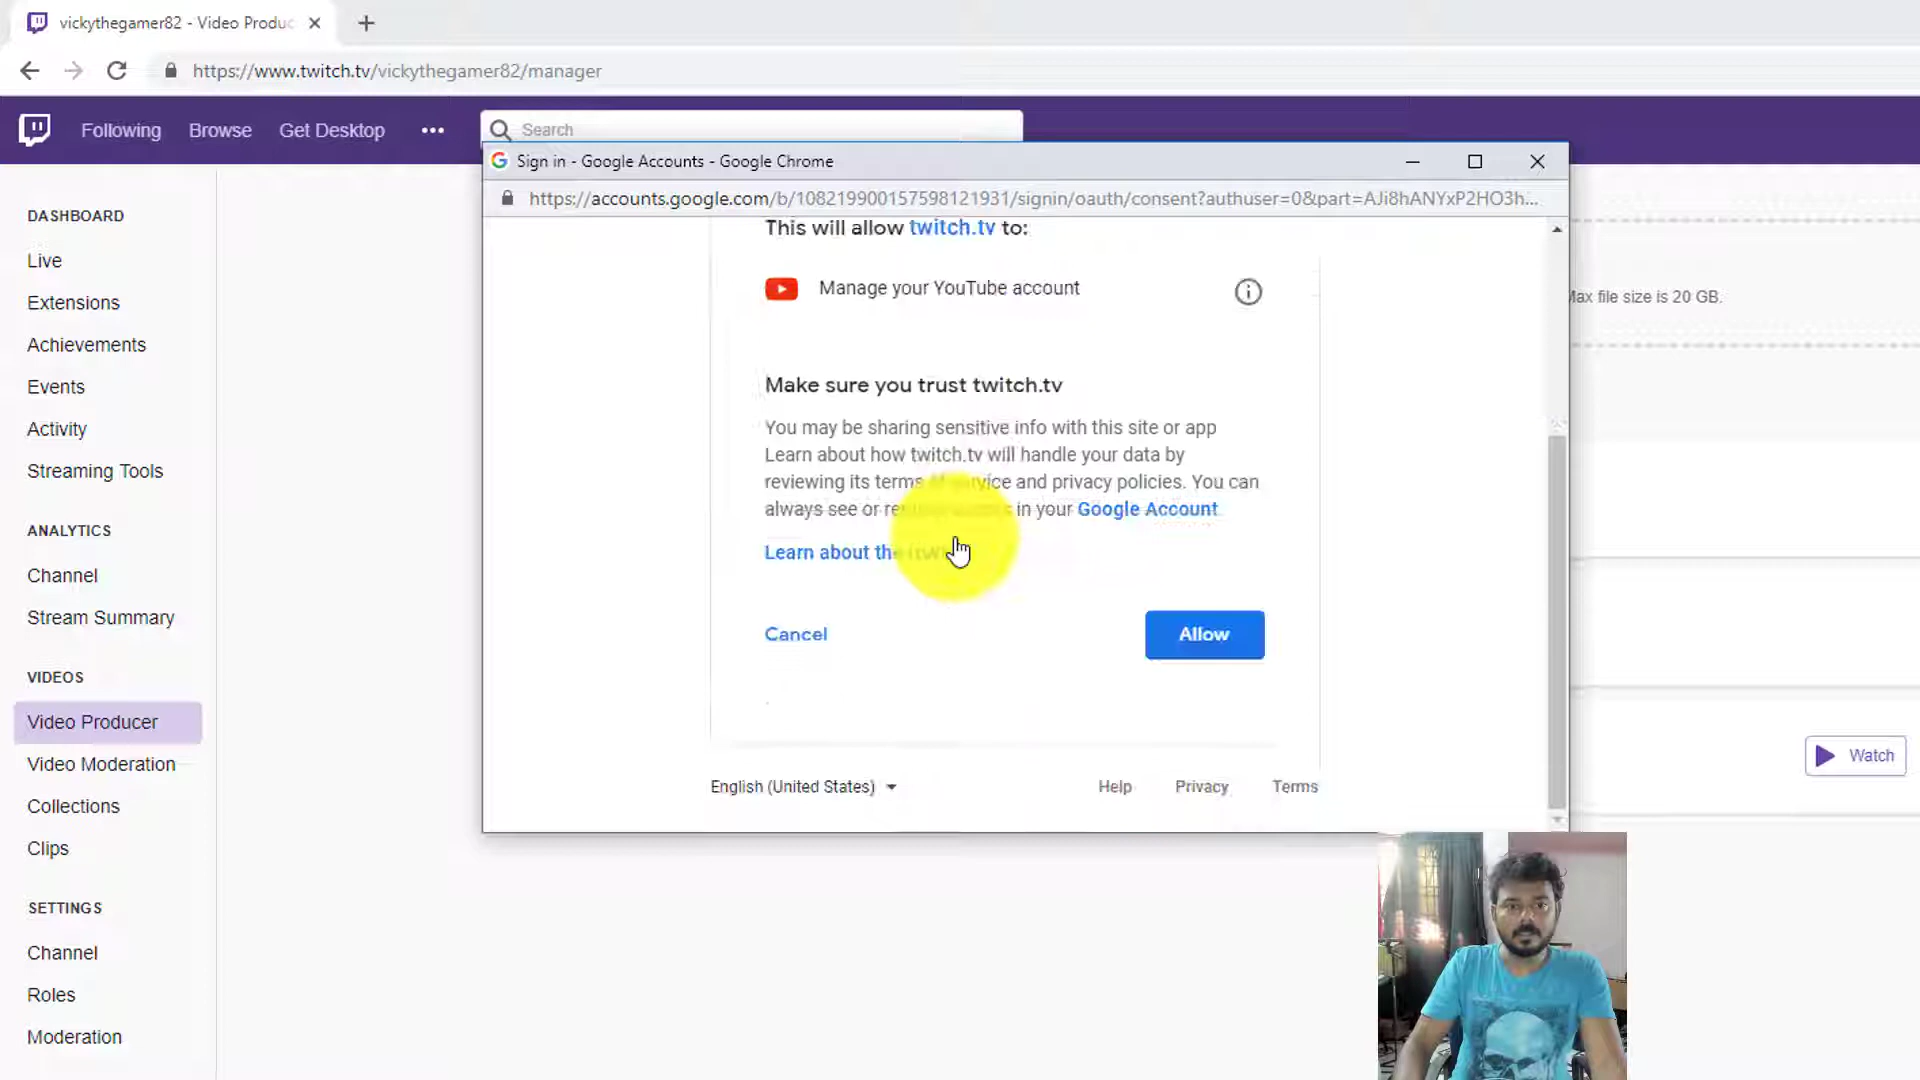 vickythegamer82 - Video Produc
https://www.twitch.tv/vickythegamer82/manager
Following
Browse
Get Desktop
Search
Sign in - Google Accounts - Google Chrome
https://accounts.google.com/b/108219900157598121931/signin/oauth/consent?authuser=0&part=AJi8hANYxP2HO3h...
DASHBOARD
Live
Extensions
Achievements
Events
Activity
Streaming Tools
ANALYTICS
Channel
Stream Summary
VIDEOS
Video Producer
Video Moderation
Collections
Clips
SETTINGS
Channel
Roles
Moderation
This will allow twitch.tv to:
Manage your YouTube account
Make sure you trust twitch.tv
You may be sharing sensitive info with this site or app
Learn about how twitch.tv will handle your data by
reviewing its terms of service and privacy policies. You can
always see or in your Google Account.
Learn about the
Cancel
Allow
English (United States)
Help
Privacy
Terms
Max file size is 20 GB.
Watch